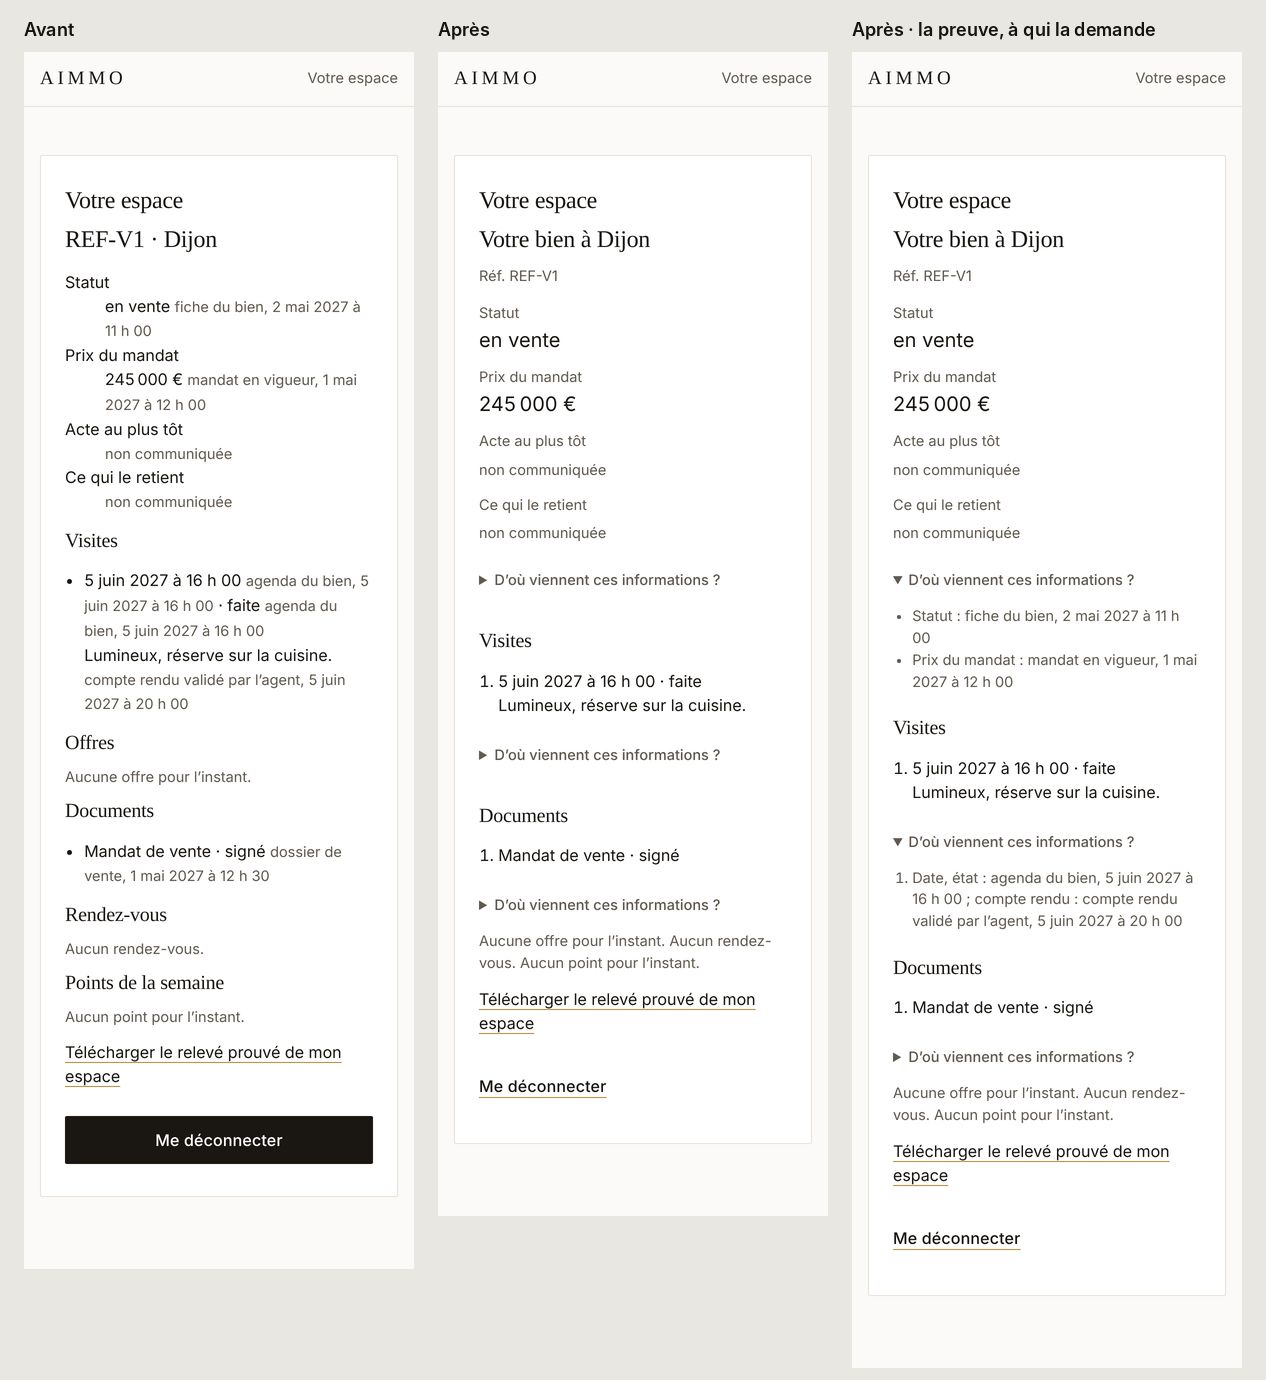 Avant
AIMMO
Votre espace
Votre espace
REF-V1 · Dijon
Statut
en vente fiche du bien, 2 mai 2027 à
11 h 00
Prix du mandat
245 000 € mandat en vigueur, 1 mai
2027 à 12 h 00
Acte au plus tôt
non communiquée
Ce qui le retient
non communiquée
Visites
• 5 juin 2027 à 16 h 00 agenda du bien, 5
juin 2027 à 16 h 00 · faite agenda du
bien, 5 juin 2027 à 16 h 00
Lumineux, réserve sur la cuisine.
compte rendu validé par l’agent, 5 juin
2027 à 20 h 00
Offres
Aucune offre pour l’instant.
Documents
• Mandat de vente · signé dossier de
vente, 1 mai 2027 à 12 h 30
Rendez-vous
Aucun rendez-vous.
Points de la semaine
Aucun point pour l’instant.
Télécharger le relevé prouvé de mon
espace
Me déconnecter
Après
AIMMO
Votre espace
Votre espace
Votre bien à Dijon
Réf. REF-V1
Statut
en vente
Prix du mandat
245 000 €
Acte au plus tôt
non communiquée
Ce qui le retient
non communiquée
▶ D’où viennent ces informations ?
Visites
1. 5 juin 2027 à 16 h 00 · faite
Lumineux, réserve sur la cuisine.
▶ D’où viennent ces informations ?
Documents
1. Mandat de vente · signé
▶ D’où viennent ces informations ?
Aucune offre pour l’instant. Aucun rendez-
vous. Aucun point pour l’instant.
Télécharger le relevé prouvé de mon
espace
Me déconnecter
Après · la preuve, à qui la demande
AIMMO
Votre espace
Votre espace
Votre bien à Dijon
Réf. REF-V1
Statut
en vente
Prix du mandat
245 000 €
Acte au plus tôt
non communiquée
Ce qui le retient
non communiquée
▼ D’où viennent ces informations ?
• Statut : fiche du bien, 2 mai 2027 à 11 h
00
• Prix du mandat : mandat en vigueur, 1 mai
2027 à 12 h 00
Visites
1. 5 juin 2027 à 16 h 00 · faite
Lumineux, réserve sur la cuisine.
▼ D’où viennent ces informations ?
1. Date, état : agenda du bien, 5 juin 2027 à
16 h 00 ; compte rendu : compte rendu
validé par l’agent, 5 juin 2027 à 20 h 00
Documents
1. Mandat de vente · signé
▶ D’où viennent ces informations ?
Aucune offre pour l’instant. Aucun rendez-
vous. Aucun point pour l’instant.
Télécharger le relevé prouvé de mon
espace
Me déconnecter